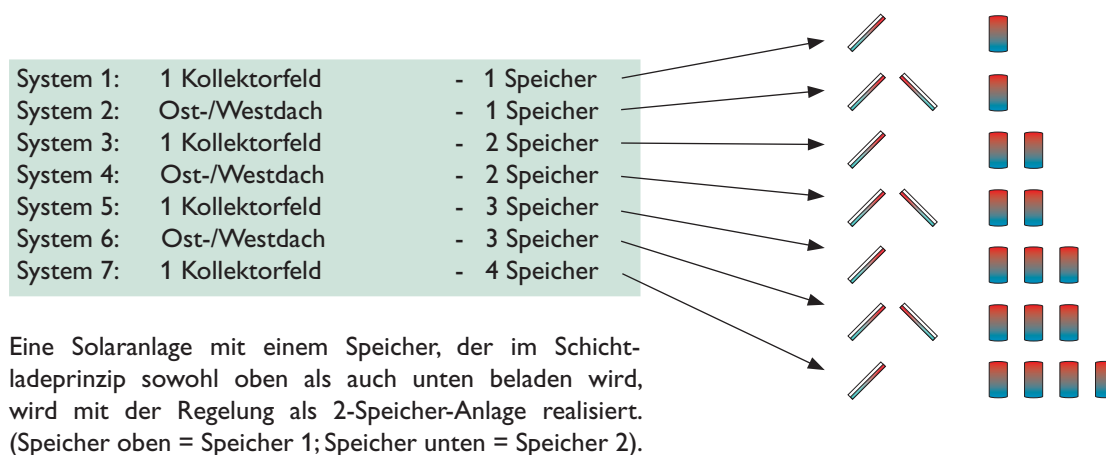 System 1: 1 Kollektorfeld - 1 Speicher
System 2: Ost-/Westdach - 1 Speicher
System 3: 1 Kollektorfeld - 2 Speicher
System 4: Ost-/Westdach - 2 Speicher
System 5: 1 Kollektorfeld - 3 Speicher
System 6: Ost-/Westdach - 3 Speicher
System 7: 1 Kollektorfeld - 4 Speicher
Eine Solaranlage mit einem Speicher, der im Schicht-
ladeprinzip sowohl oben als auch unten beladen wird,
wird mit der Regelung als 2-Speicher-Anlage realisiert.
(Speicher oben = Speicher 1; Speicher unten = Speicher 2).